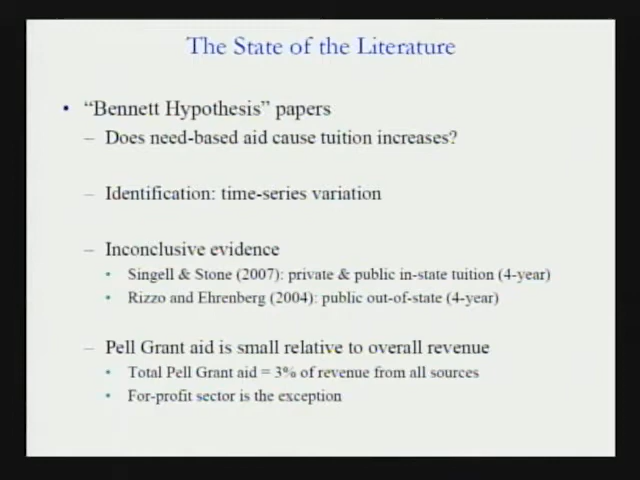 The State of the Literature
• “Bennett Hypothesis” papers
– Does need-based aid cause tuition increases?
– Identification: time-series variation
– Inconclusive evidence
• Singell & Stone (2007): private & public in-state tuition (4-year)
• Rizzo and Ehrenberg (2004): public out-of-state (4-year)
– Pell Grant aid is small relative to overall revenue
• Total Pell Grant aid = 3% of revenue from all sources
• For-profit sector is the exception